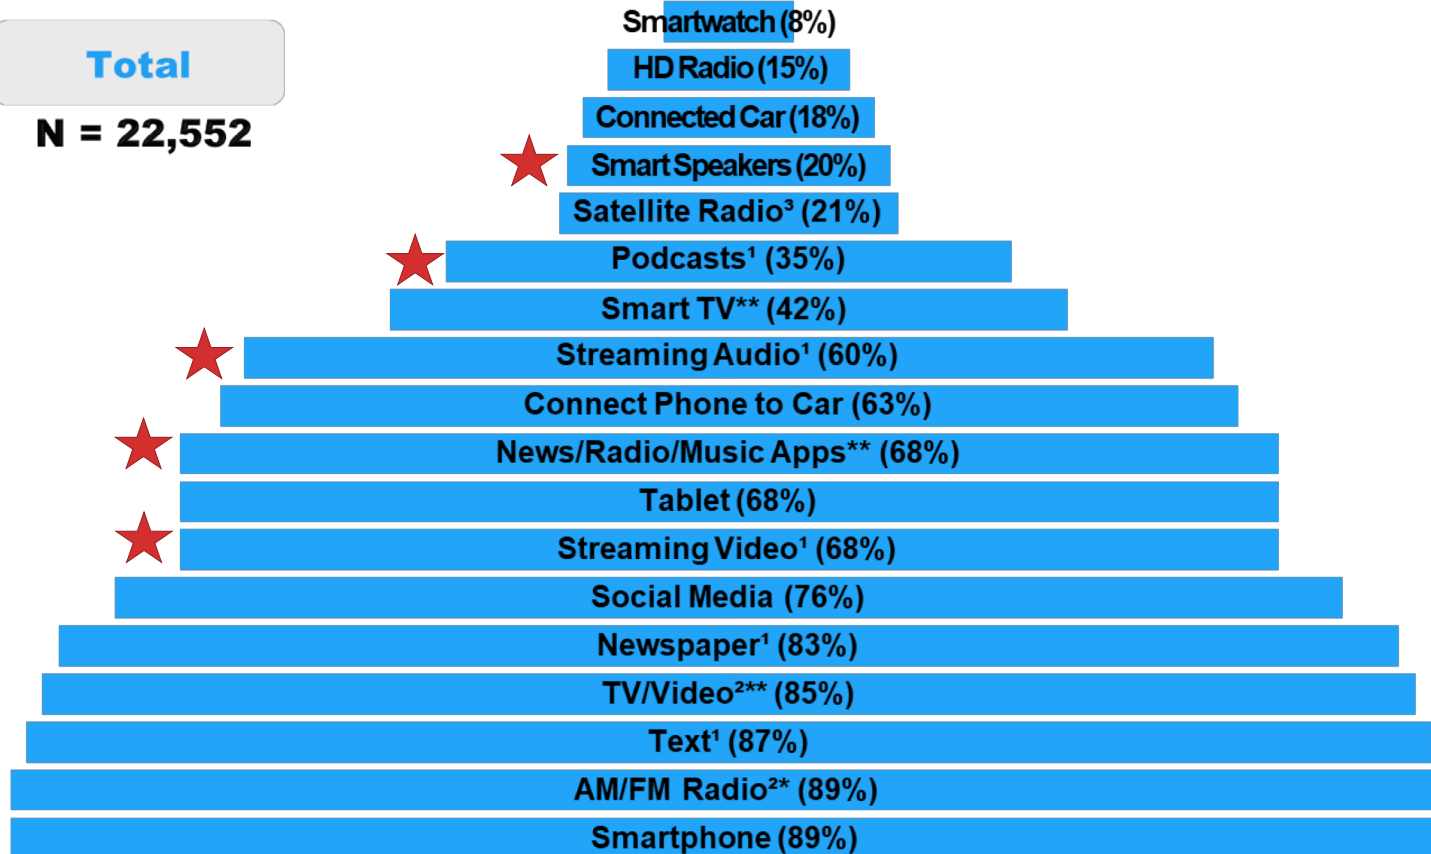 Total
N = 22,552
Smartwatch (8%)
HD Radio (15%)
Connected Car (18%)
Smart Speakers (20%)
Satellite Radio³ (21%)
Podcasts¹ (35%)
Smart TV** (42%)
Streaming Audio¹ (60%)
Connect Phone to Car (63%)
News/Radio/Music Apps** (68%)
Tablet (68%)
Streaming Video¹ (68%)
Social Media (76%)
Newspaper¹ (83%)
TV/Video²** (85%)
Text¹ (87%)
AM/FM Radio²* (89%)
Smartphone (89%)